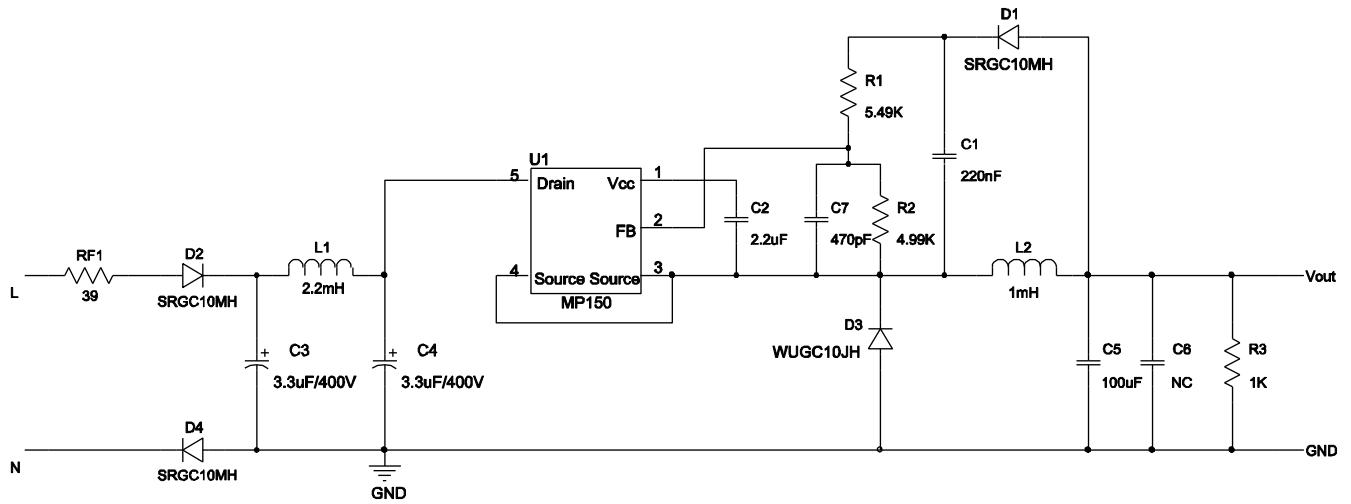 D1
SRGC10MH
R1
5.49K
C1
220nF
U1
5
Drain
Vcc
1
FB
2
4
Source
Source
3
MP150
C2
2.2uF
C7
470pF
R2
4.99K
L
RF1
39
D2
SRGC10MH
L1
2.2mH
L2
1mH
Vout
D3
WUGC10JH
C3
+
3.3uF/400V
C4
+
3.3uF/400V
C5
100uF
C6
NC
R3
1K
N
D4
SRGC10MH
GND
GND